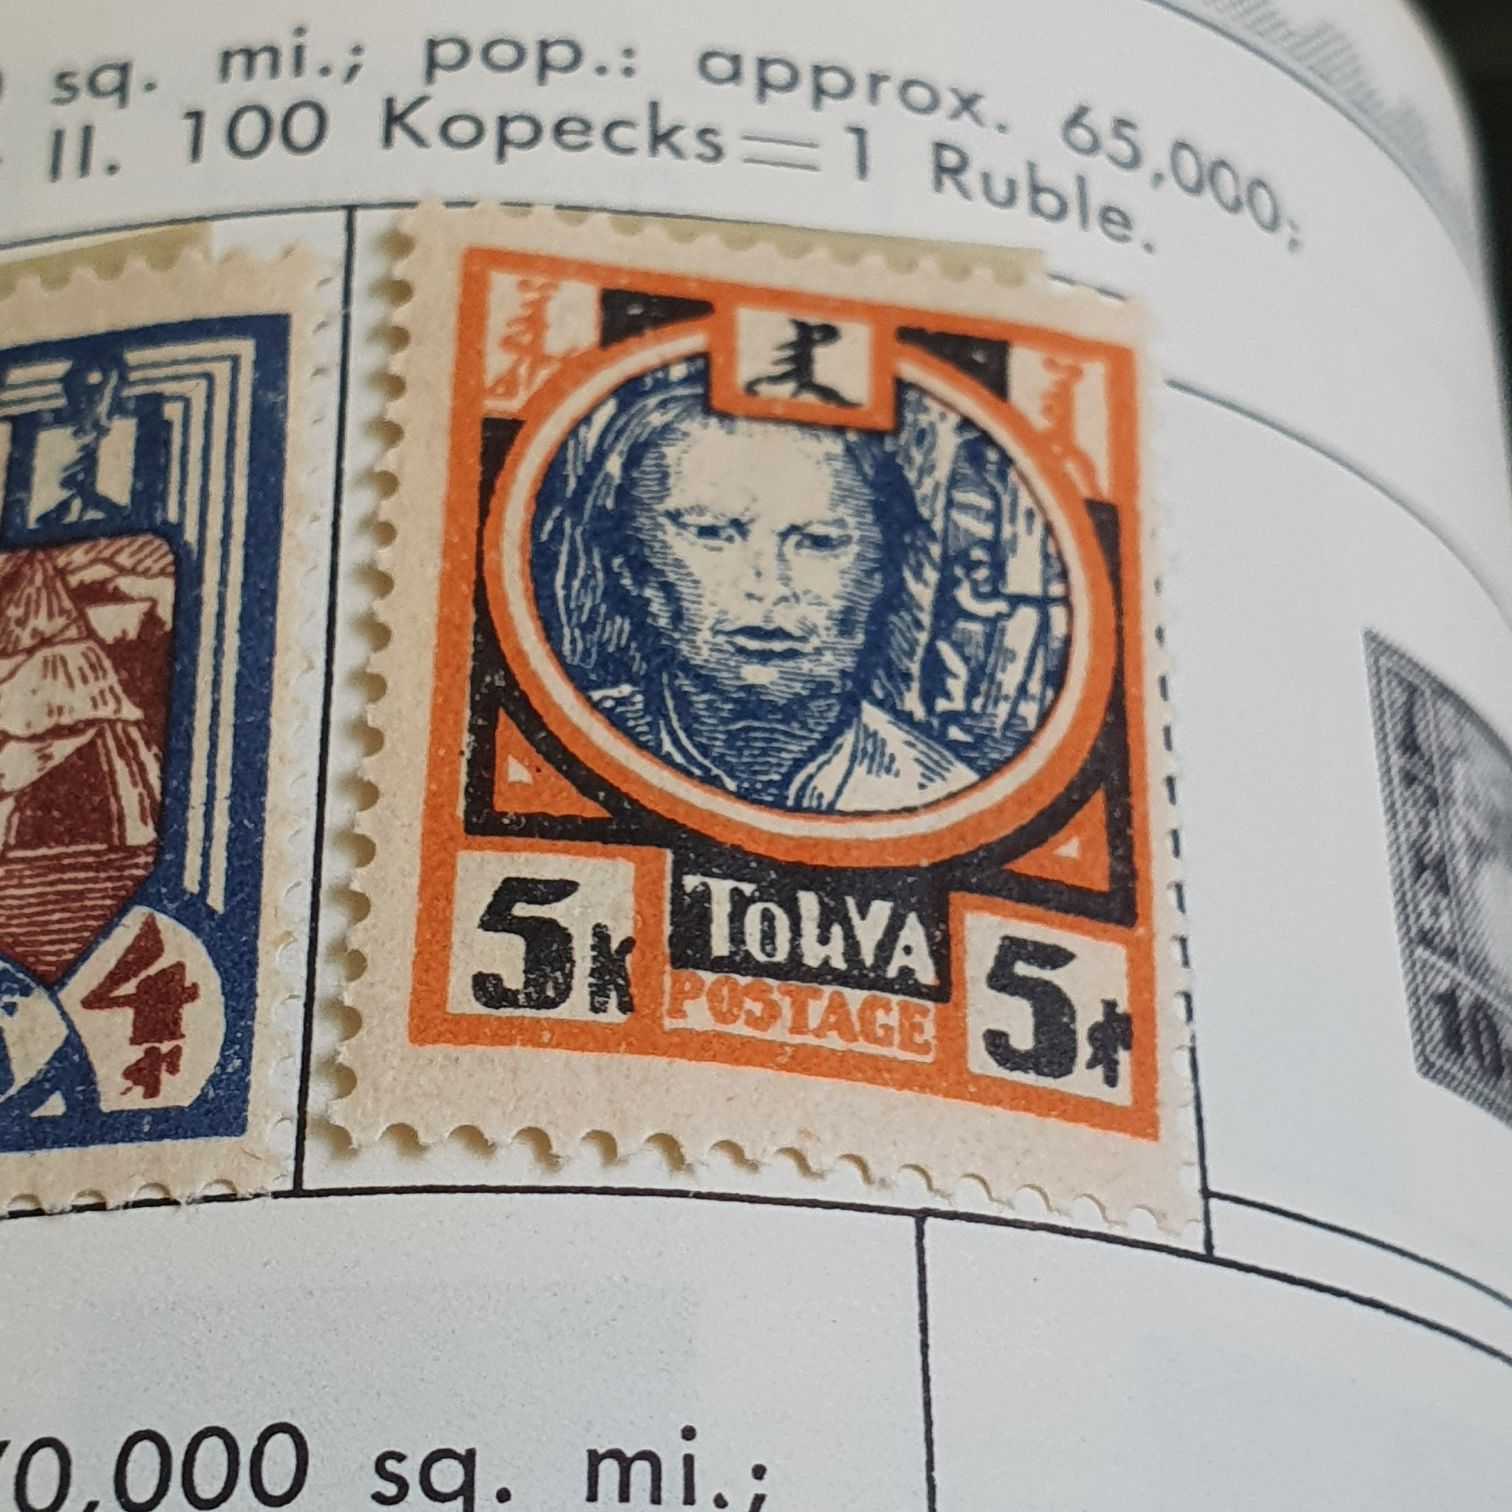 sq. mi.; pop.: approx. 65,000;
II. 100 Kopecks=1 Ruble.
4
5k
TOUVA
POSTAGE
5
0,000 sq. mi.;